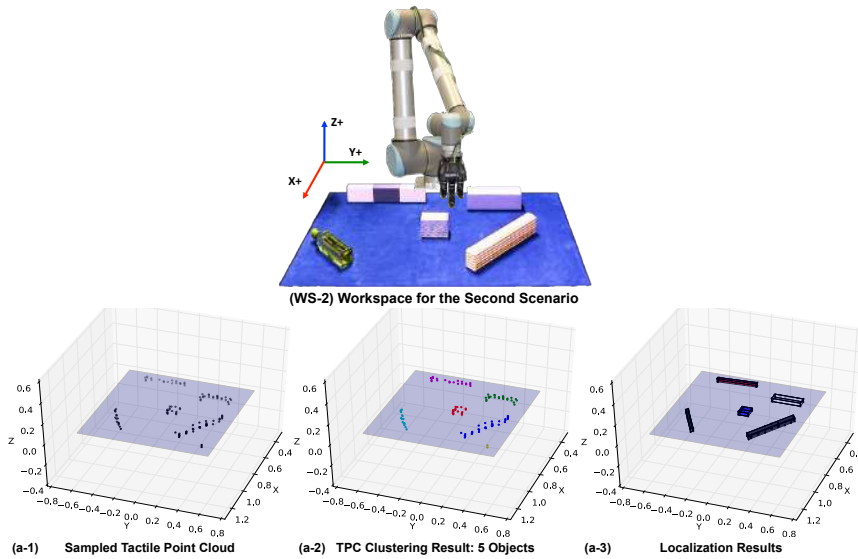 Z+
Y+
X+
(WS-2) Workspace for the Second Scenario
0.6
0.4
0.2
0.0
−0.2
−0.4
Z
−0.8 −0.6 −0.4 −0.2 0.0 0.2 0.4 0.6 0.8
Y
0.4
0.6
0.8
1.0
1.2
X
(a-1) Sampled Tactile Point Cloud
0.6
0.4
0.2
0.0
−0.2
−0.4
Z
−0.8 −0.6 −0.4 −0.2 0.0 0.2 0.4 0.6 0.8
Y
0.4
0.6
0.8
1.0
1.2
X
(a-2) TPC Clustering Result: 5 Objects
0.6
0.4
0.2
0.0
−0.2
−0.4
Z
−0.8 −0.6 −0.4 −0.2 0.0 0.2 0.4 0.6 0.8
Y
0.4
0.6
0.8
1.0
1.2
X
(a-3) Localization Results